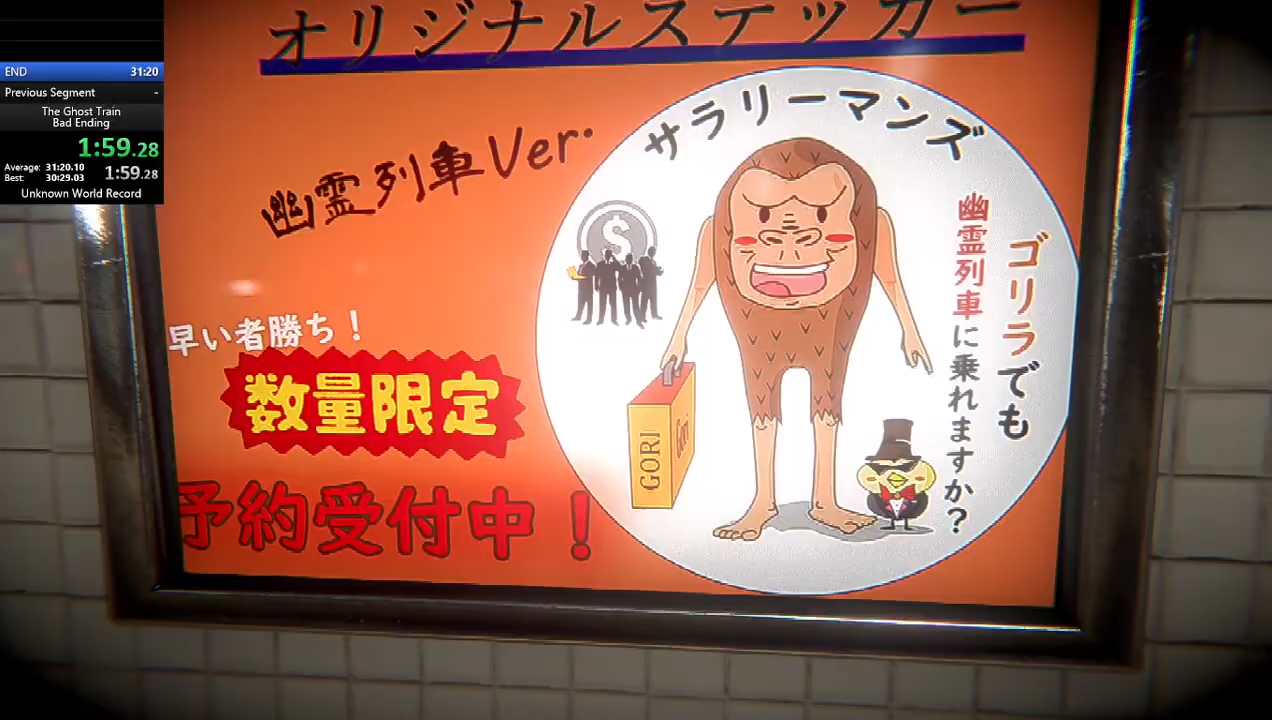 END 31:20
Previous Segment -
The Ghost Train
Bad Ending
1:59.28
Average: 31:20.10
Best: 30:29.03 1:59.28
Unknown World Record
オリジナルステッカー
幽霊列車Ver.
早い者勝ち！
数量限定
予約受付中！
サラリーマンズ
$
ゴリラでも
幽霊列車に乗れますか？
GORI
Gori